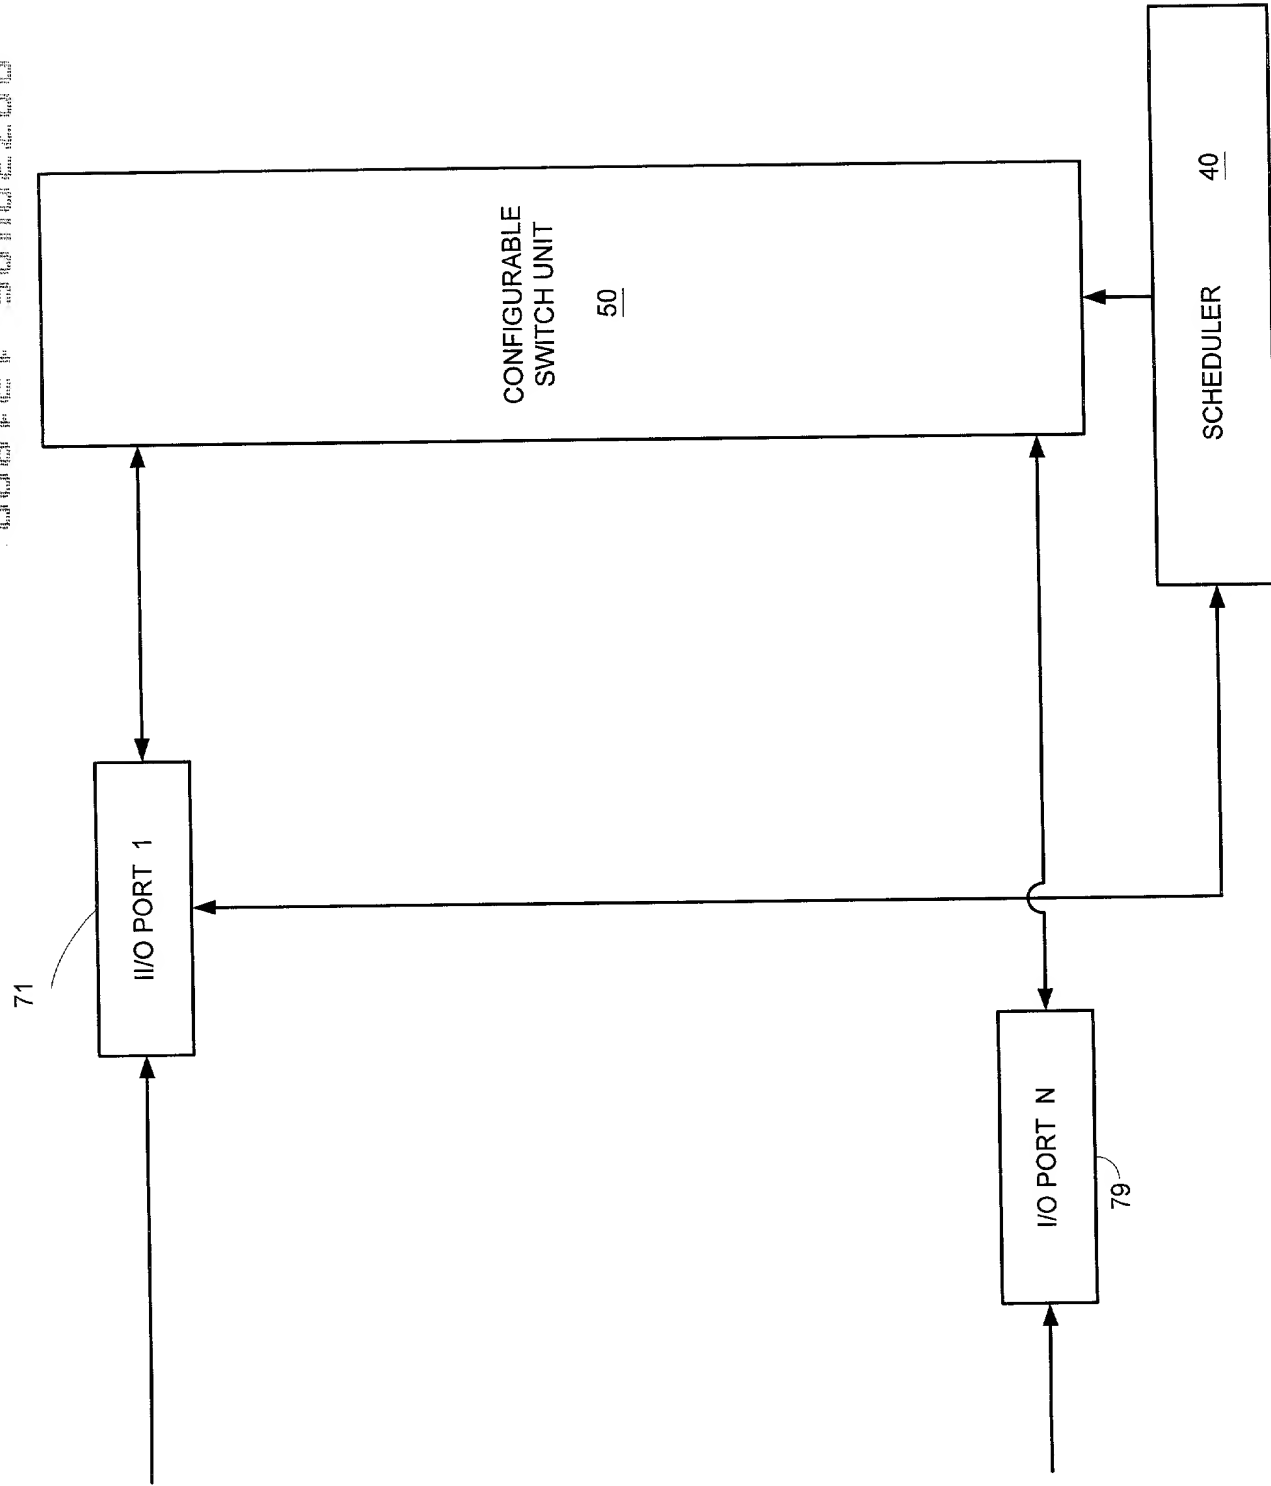 71
II/O PORT 1
CONFIGURABLE
SWITCH UNIT
50
I/O PORT N
79
SCHEDULER
40